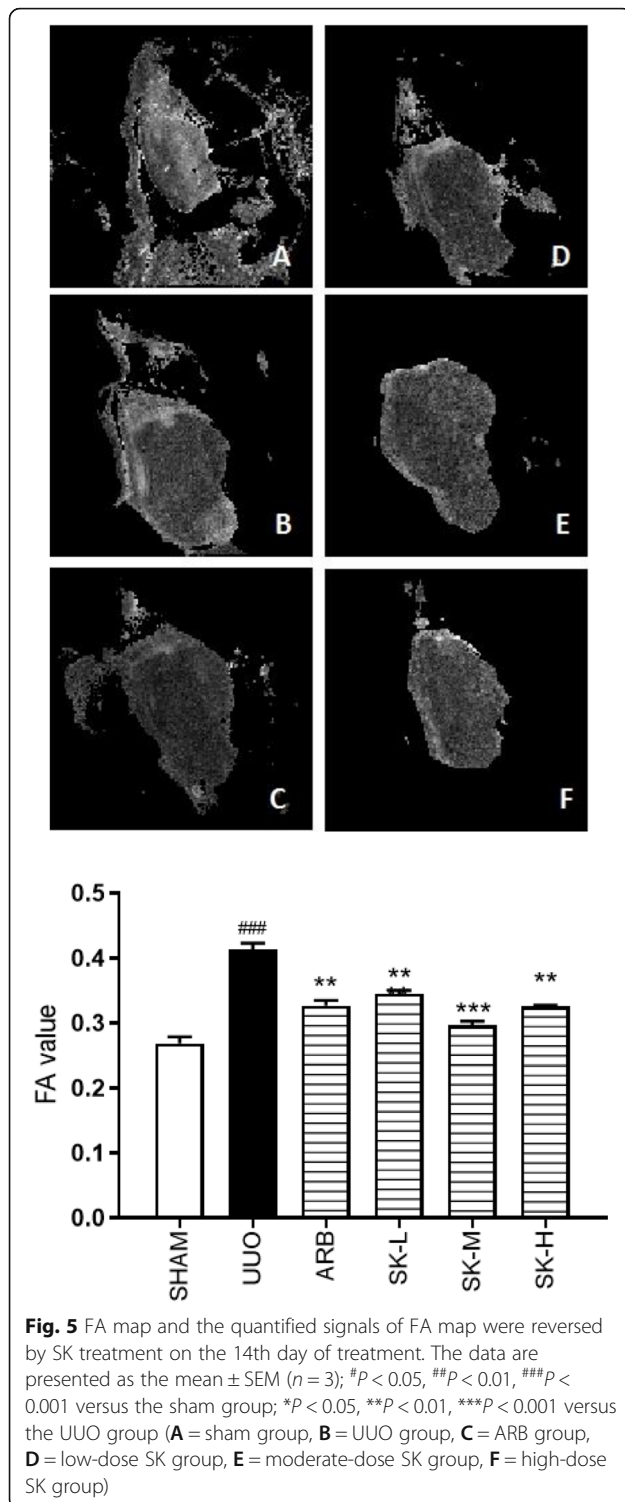 A
D
B
E
C
F
0.5
0.4
0.3
0.2
0.1
0.0
FA value
###
**
**
**
***
**
SHAM
UUO
ARB
SK-L
SK-M
SK-H
Fig. 5 FA map and the quantified signals of FA map were reversed
by SK treatment on the 14th day of treatment. The data are
presented as the mean ± SEM (n = 3); #P < 0.05, ##P < 0.01, ###P <
0.001 versus the sham group; *P < 0.05, **P < 0.01, ***P < 0.001 versus
the UUO group (A = sham group, B = UUO group, C = ARB group,
D = low-dose SK group, E = moderate-dose SK group, F = high-dose
SK group)